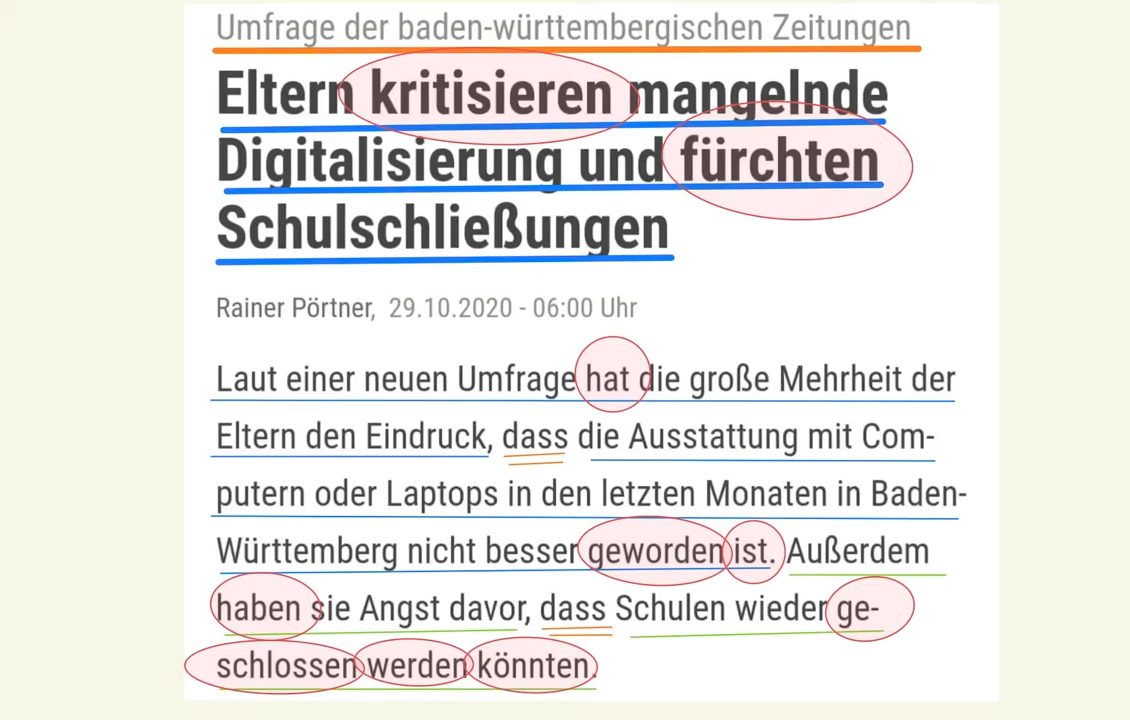 Umfrage der baden-württembergischen Zeitungen
Eltern kritisieren mangelnde
Digitalisierung und fürchten
Schulschließungen
Rainer Pörtner, 29.10.2020 - 06:00 Uhr
Laut einer neuen Umfrage hat die große Mehrheit der
Eltern den Eindruck, dass die Ausstattung mit Com-
putern oder Laptops in den letzten Monaten in Baden-
Württemberg nicht besser geworden ist. Außerdem
haben sie Angst davor, dass Schulen wieder ge-
schlossen werden könnten.